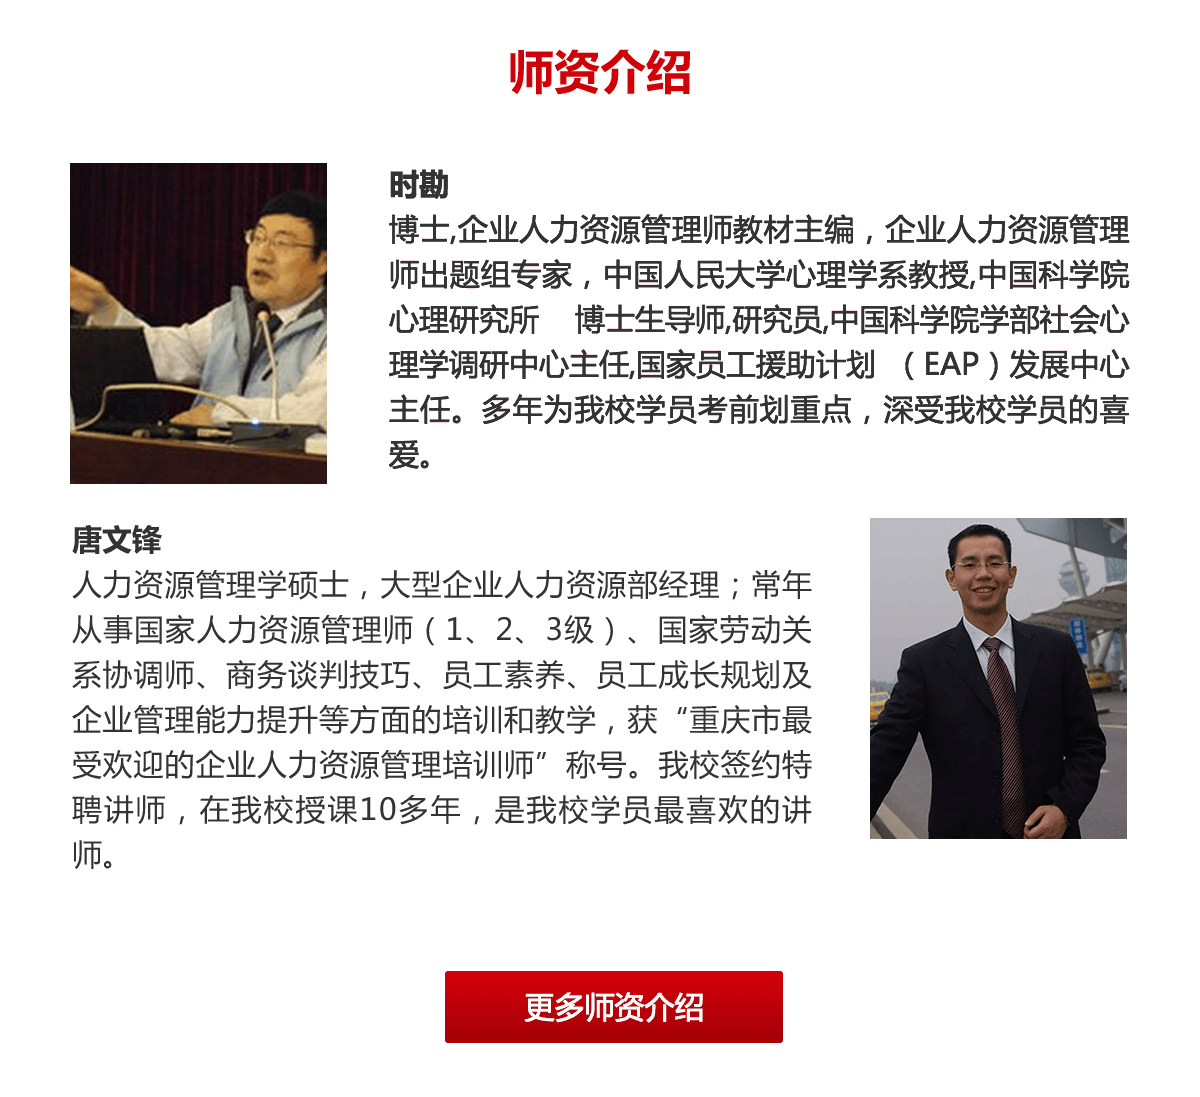 师资介绍
时勘
博士,企业人力资源管理师教材主编，企业人力资源管理
师出题组专家，中国人民大学心理学系教授,中国科学院
心理研究所　博士生导师,研究员,中国科学院学部社会心
理学调研中心主任,国家员工援助计划 （EAP）发展中心
主任。多年为我校学员考前划重点，深受我校学员的喜
爱。
唐文锋
人力资源管理学硕士，大型企业人力资源部经理；常年
从事国家人力资源管理师（1、2、3级）、国家劳动关
系协调师、商务谈判技巧、员工素养、员工成长规划及
企业管理能力提升等方面的培训和教学，获“重庆市最
受欢迎的企业人力资源管理培训师”称号。我校签约特
聘讲师，在我校授课10多年，是我校学员最喜欢的讲
师。
更多师资介绍